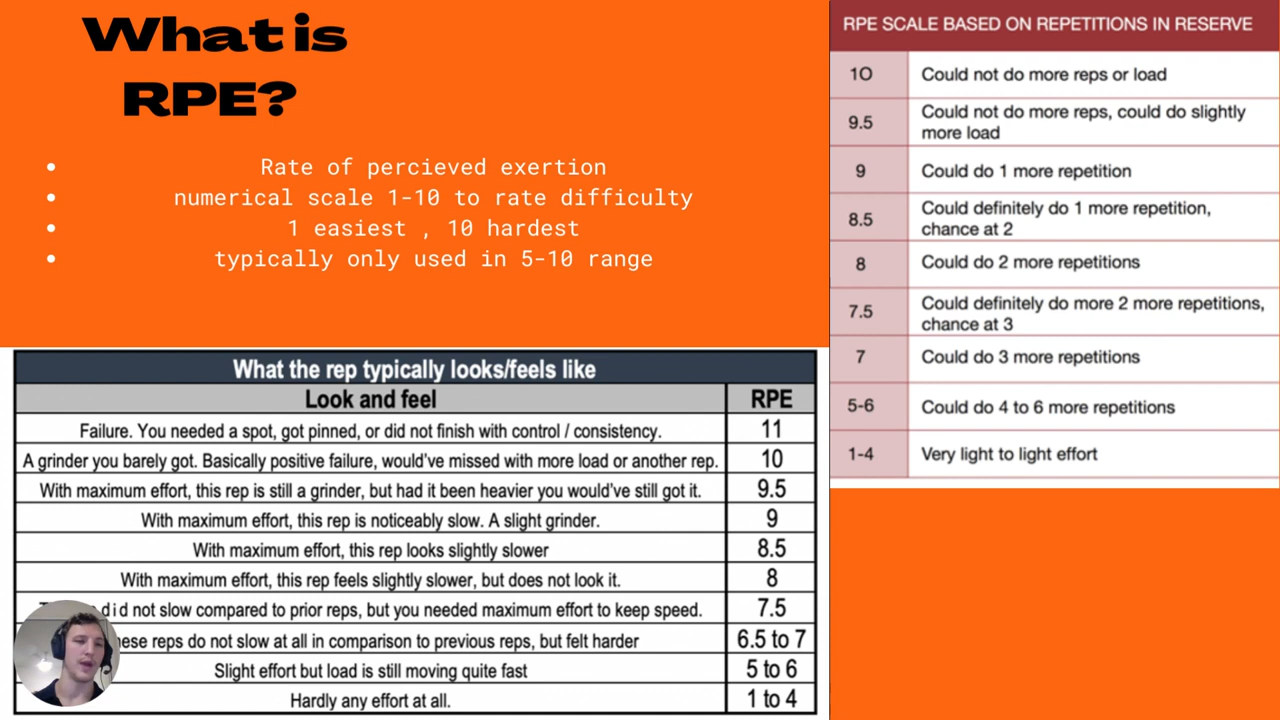 What is
RPE?
• Rate of percieved exertion
• numerical scale 1-10 to rate difficulty
• 1 easiest , 10 hardest
• typically only used in 5-10 range
What the rep typically looks/feels like
Look and feel RPE
Failure. You needed a spot, got pinned, or did not finish with control / consistency. 11
A grinder you barely got. Basically positive failure, would've missed with more load or another rep. 10
With maximum effort, this rep is still a grinder, but had it been heavier you would've still got it. 9.5
With maximum effort, this rep is noticeably slow. A slight grinder. 9
With maximum effort, this rep looks slightly slower 8.5
With maximum effort, this rep feels slightly slower, but does not look it. 8
did not slow compared to prior reps, but you needed maximum effort to keep speed. 7.5
reps do not slow at all in comparison to previous reps, but felt harder 6.5 to 7
Slight effort but load is still moving quite fast 5 to 6
Hardly any effort at all. 1 to 4
RPE SCALE BASED ON REPETITIONS IN RESERVE
10 Could not do more reps or load
9.5 Could not do more reps, could do slightly
more load
9 Could do 1 more repetition
8.5 Could definitely do 1 more repetition,
chance at 2
8 Could do 2 more repetitions
7.5 Could definitely do more 2 more repetitions,
chance at 3
7 Could do 3 more repetitions
5-6 Could do 4 to 6 more repetitions
1-4 Very light to light effort